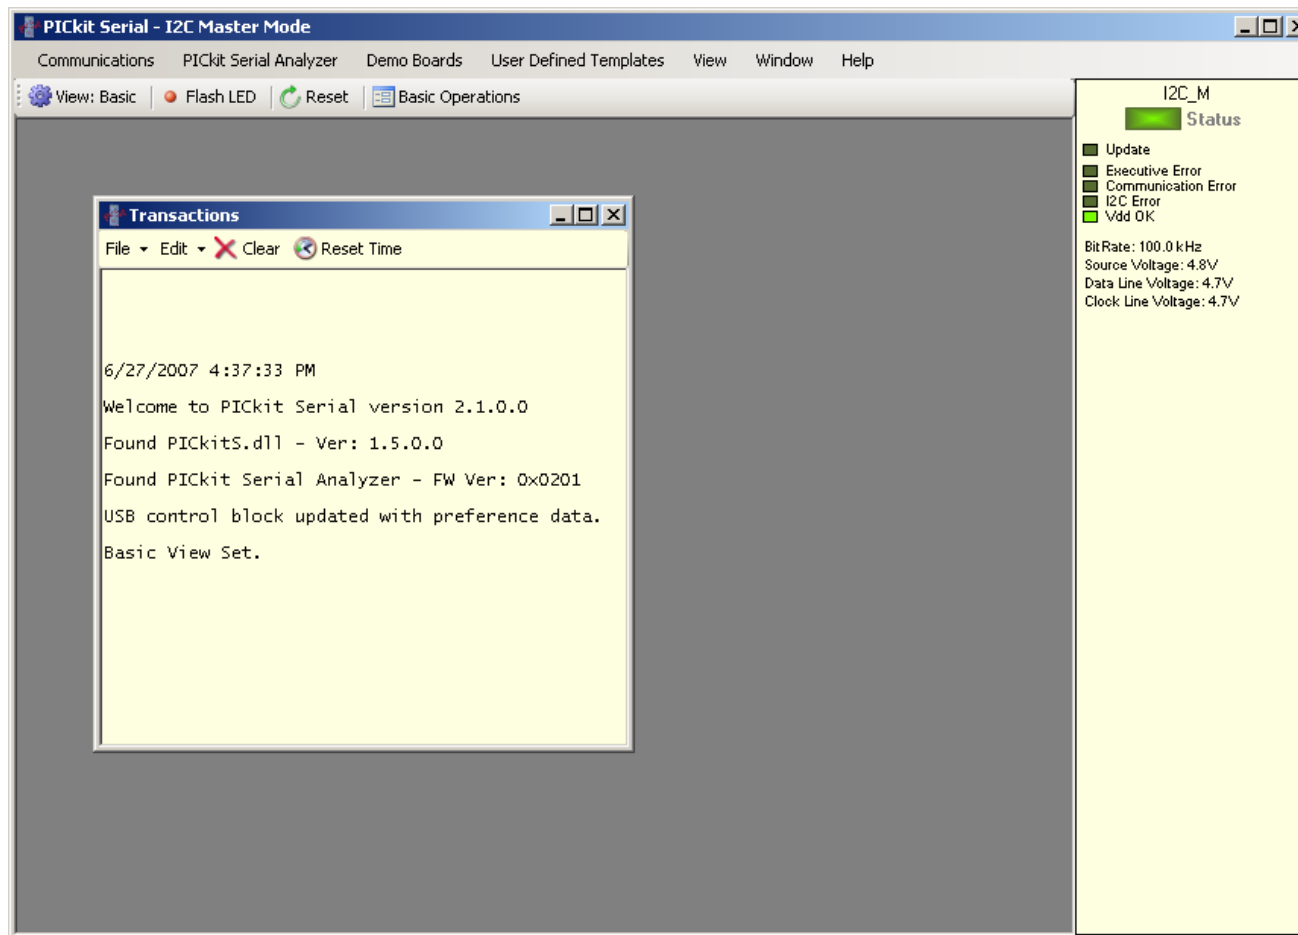 PICkit Serial - I2C Master Mode
Communications PICkit Serial Analyzer Demo Boards User Defined Templates View Window Help
View: Basic Flash LED Reset Basic Operations
I2C_M
Status
Update
Executive Error
Communication Error
I2C Error
Vdd OK
BitRate: 100.0 kHz
Source Voltage: 4.8V
Data Line Voltage: 4.7V
Clock Line Voltage: 4.7V
Transactions
File Edit Clear Reset Time
6/27/2007 4:37:33 PM
Welcome to PICkit Serial version 2.1.0.0
Found PICkitS.dll - Ver: 1.5.0.0
Found PICkit Serial Analyzer - FW Ver: 0x0201
USB control block updated with preference data.
Basic View Set.